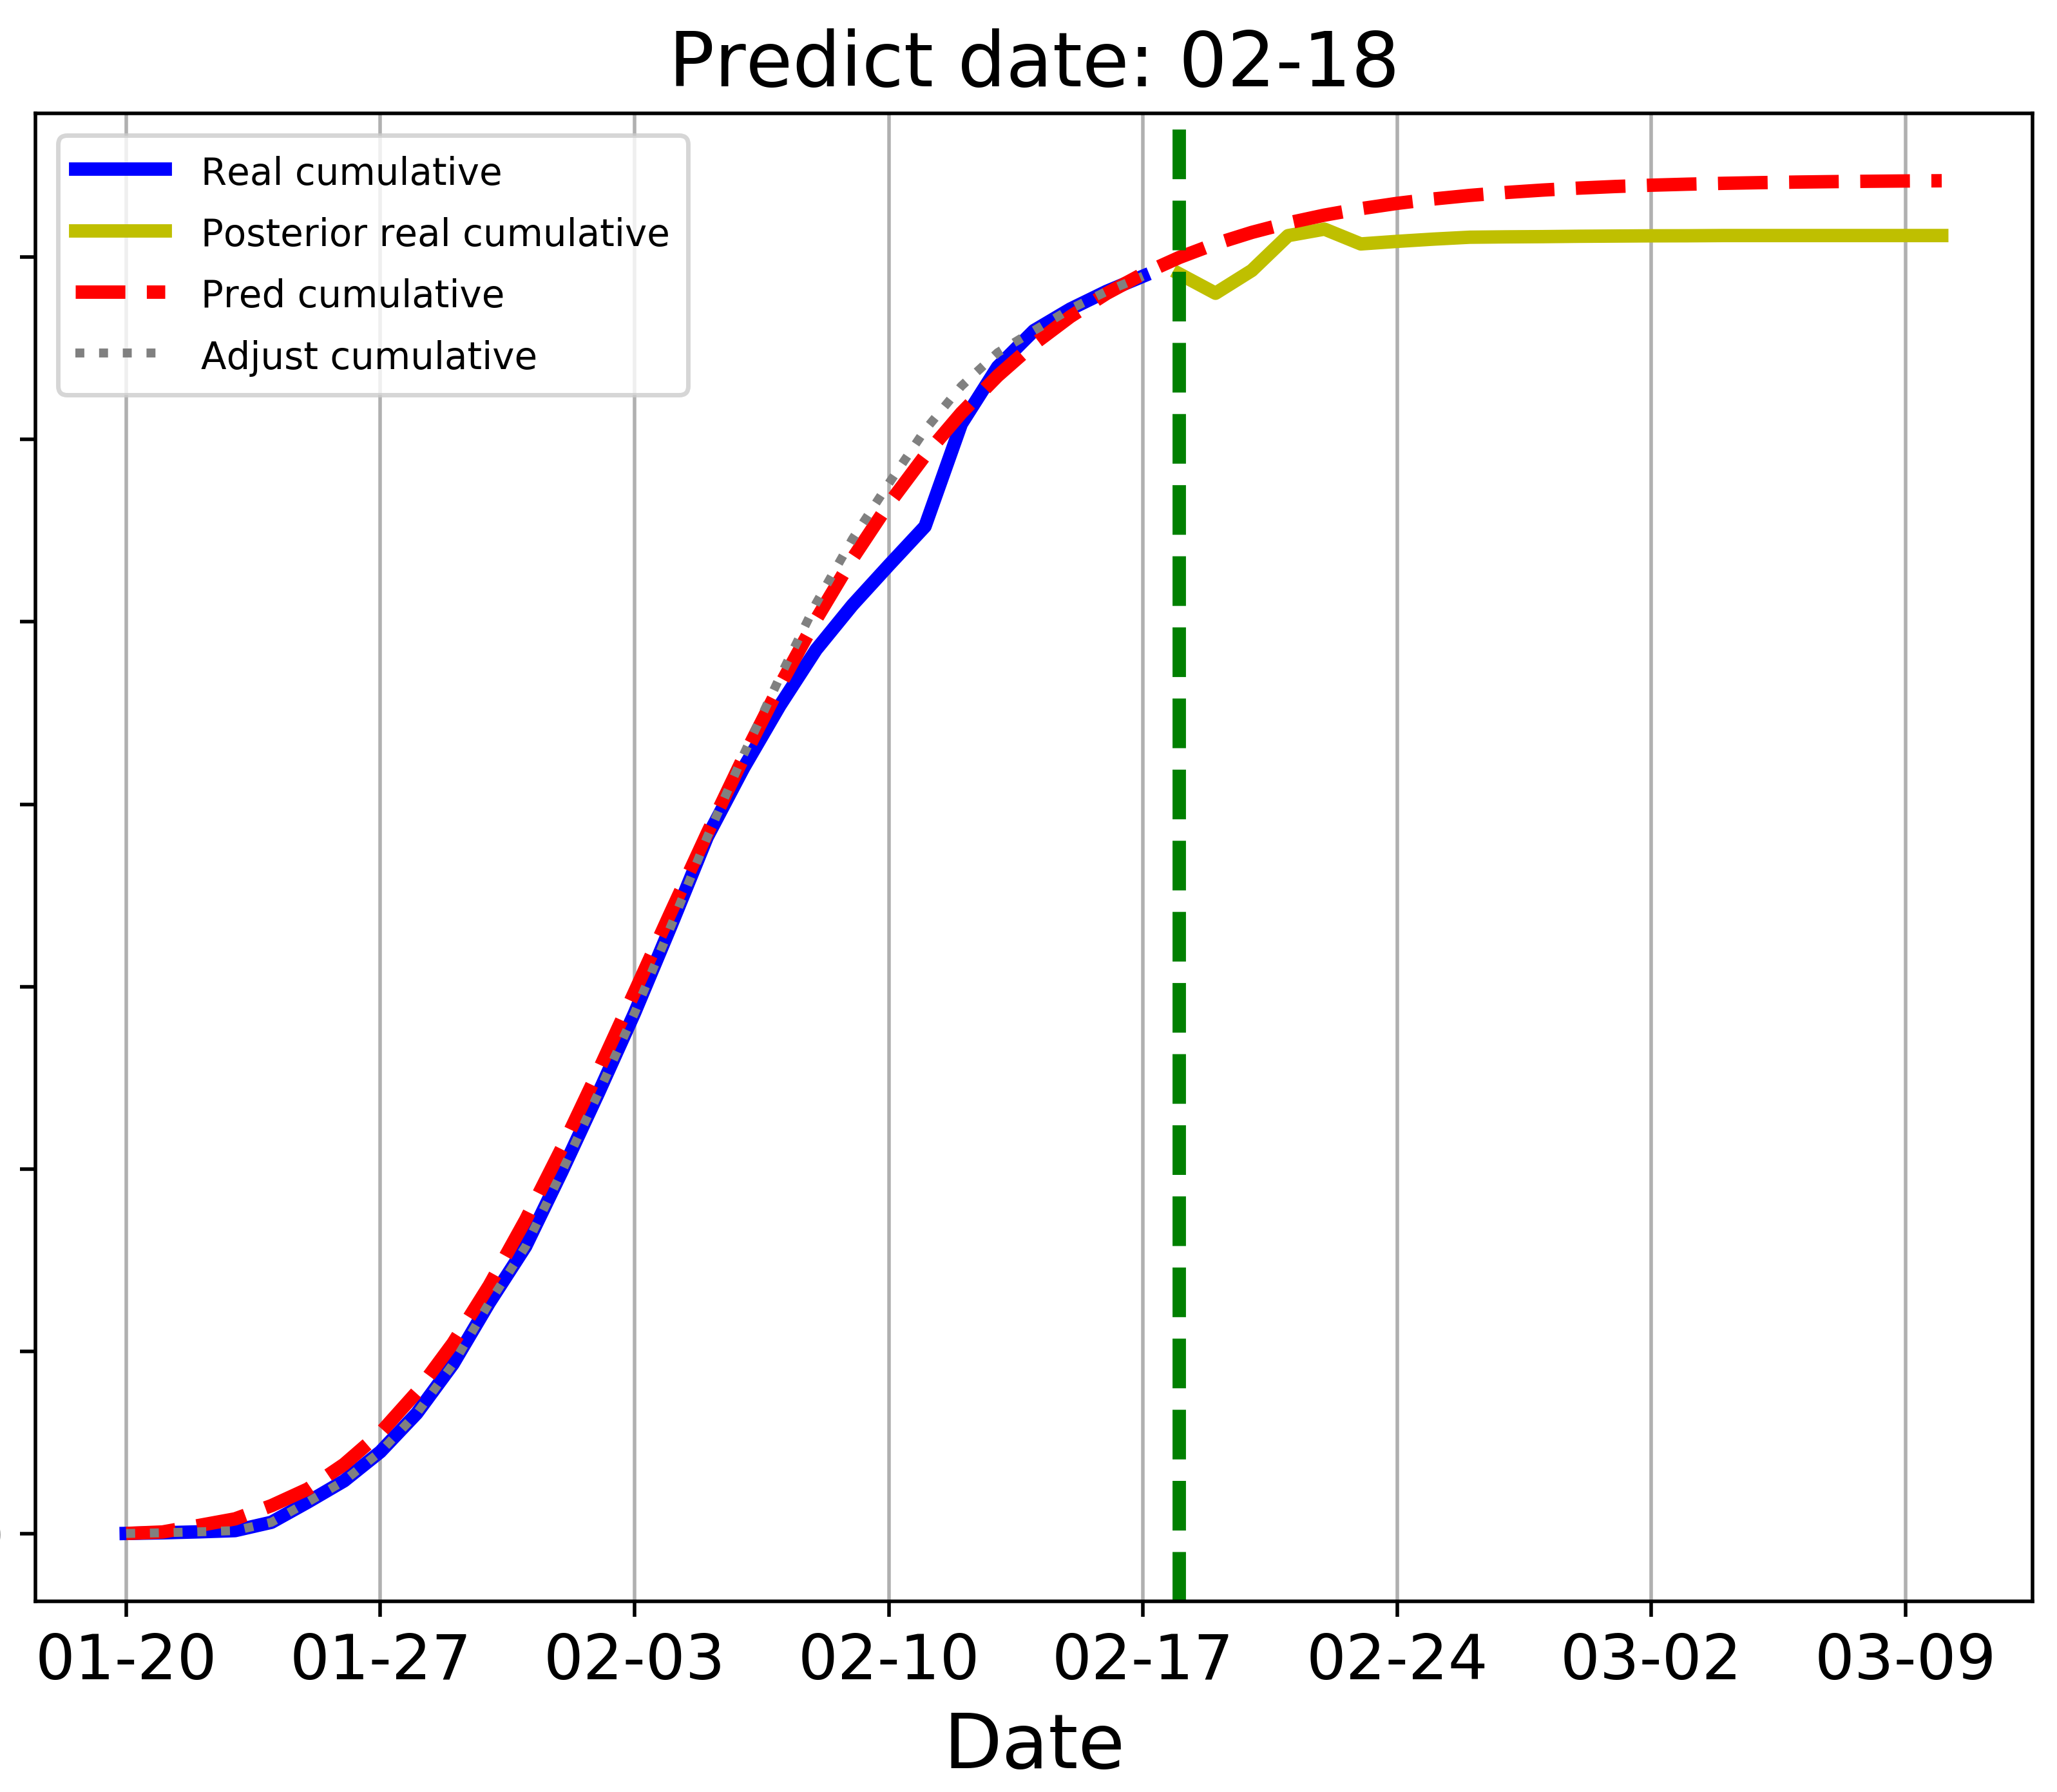 Predict date: 02-18
Real cumulative
Posterior real cumulative
Pred cumulative
Adjust cumulative
01-20 01-27 02-03 02-10 02-17 02-24 03-02 03-09
Date